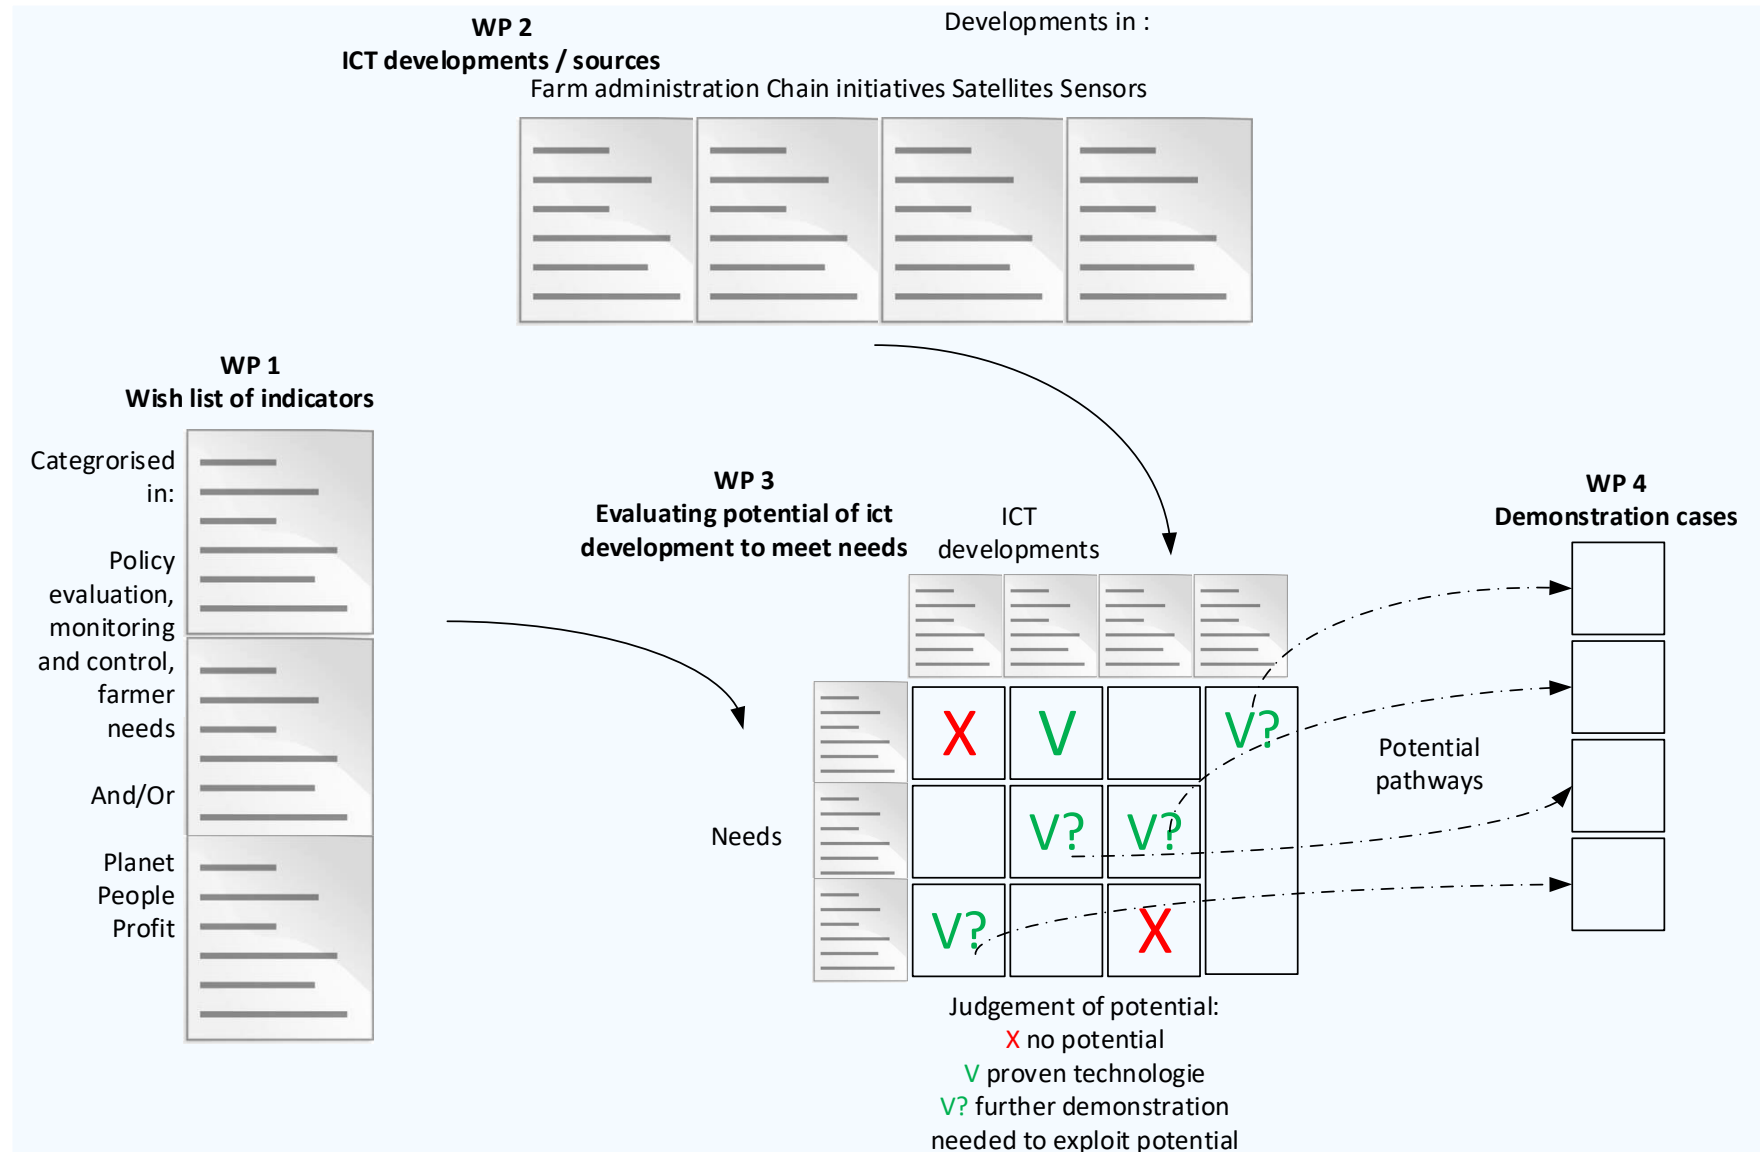 WP 2
ICT developments / sources
Developments in :
Farm administration Chain initiatives Satellites Sensors
WP 1
Wish list of indicators
Categrorised
in:
Policy
evaluation,
monitoring
and control,
farmer
needs
And/Or
Planet
People
Profit
WP 3
Evaluating potential of ict
development to meet needs
ICT
developments
Needs
X V V?
V? V?
V? X
Judgement of potential:
X no potential
V proven technologie
V? further demonstration
needed to exploit potential
Potential
pathways
WP 4
Demonstration cases